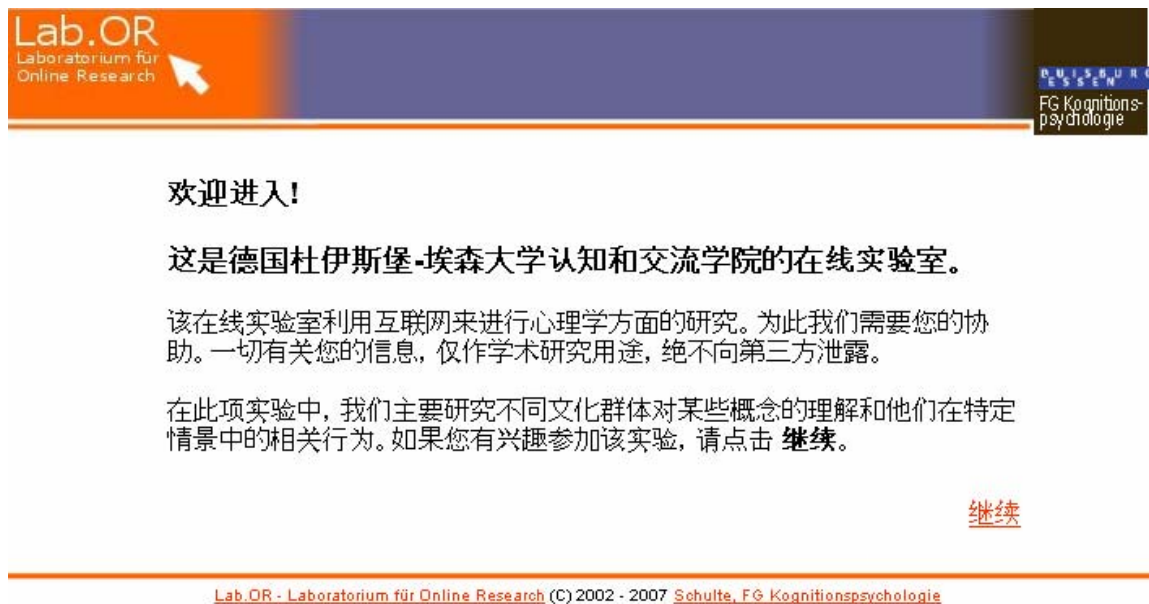 Lab.OR
Laboratorium für
Online Research
DUISBURG
ESSEN
FG Kognitions-
psychologie
欢迎进入!
这是德国杜伊斯堡-埃森大学认知和交流学院的在线实验室。
该在线实验室利用互联网来进行心理学方面的研究。为此我们需要您的协
助。一切有关您的信息, 仅作学术研究用途, 绝不向第三方泄露。
在此项实验中, 我们主要研究不同文化群体对某些概念的理解和他们在特定
情景中的相关行为。如果您有兴趣参加该实验, 请点击 继续。
继续
Lab.OR - Laboratorium für Online Research (C) 2002 - 2007 Schulte, FG Kognitionspsychologie